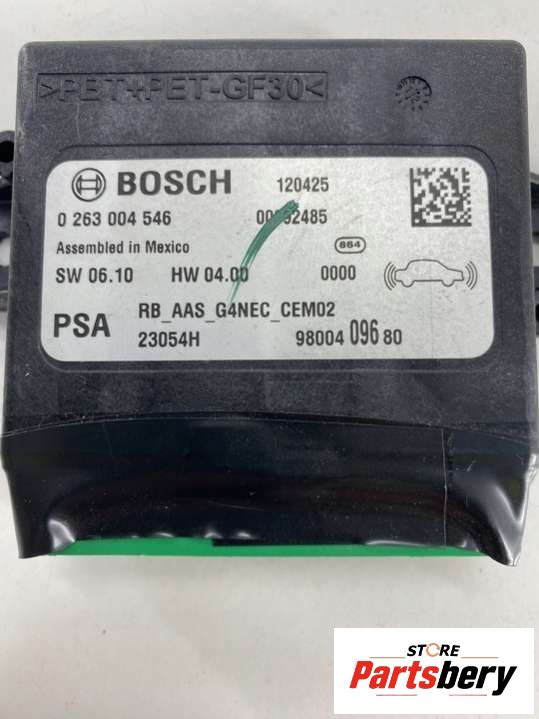 >PBT+PET-GF30<
BOSCH 120425
0 263 004 546
Assembled in Mexico 864
SW 06.10 HW 04.00 0000
PSA RB_AAS_G4NEC_CEM02
23054H 98004 096 80
STORE
Partsbery